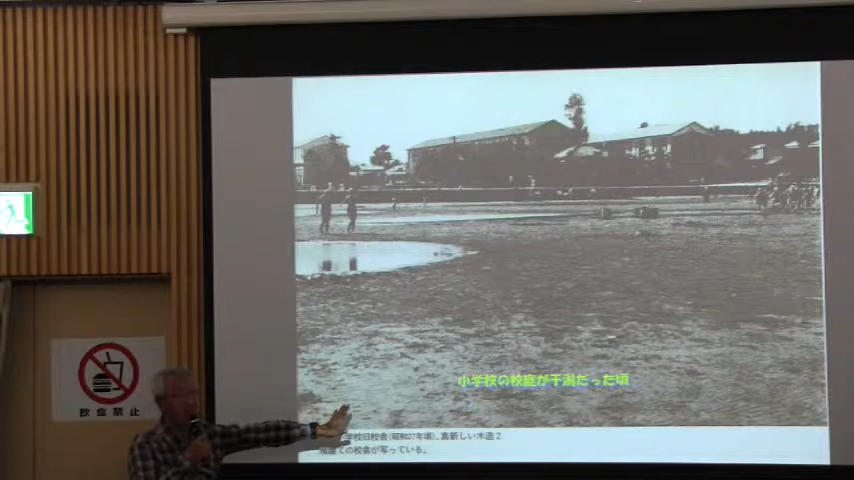 小学校の校庭が干潟だった頃
学校旧校舎(昭和27年頃)。真新しい木造2
階建ての校舎が写っている。
飲食禁止